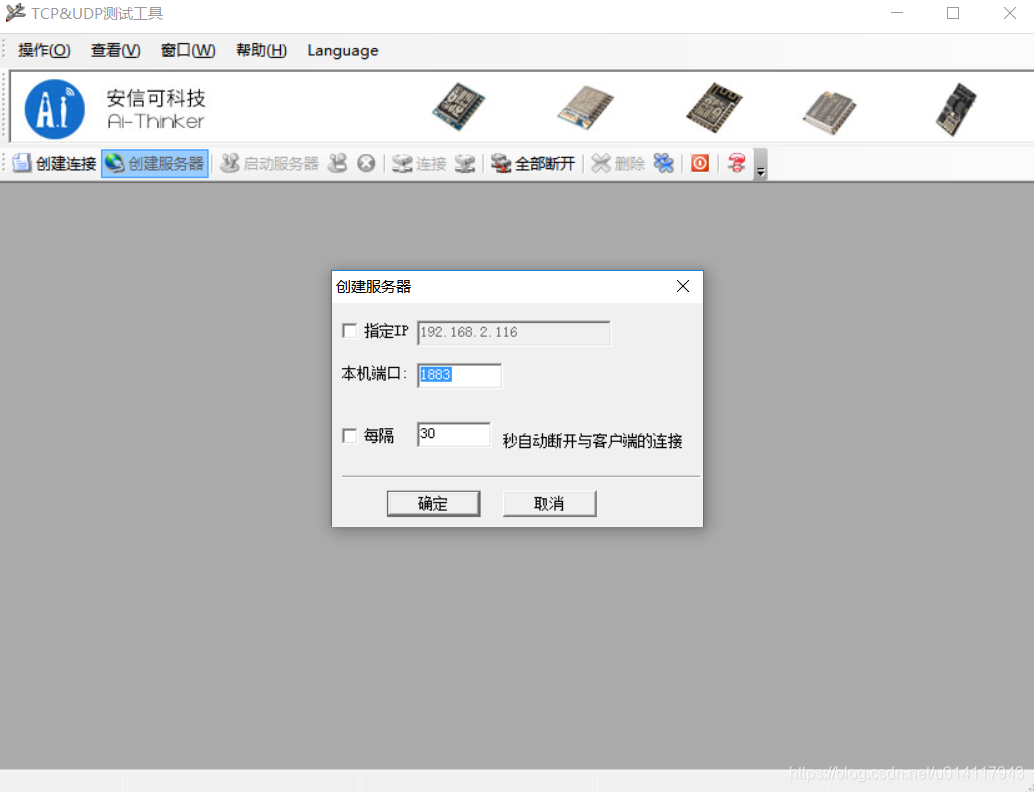 TCP&UDP测试工具
操作(O) 查看(V) 窗口(W) 帮助(H) Language
Ai
安信可科技
Ai-Thinker
创建连接 创建服务器 启动服务器 连接 全部断开 删除
创建服务器
指定IP 192.168.2.116
本机端口: 1883
每隔 30 秒自动断开与客户端的连接
确定 取消
https://blog.csdn.net/u014117943